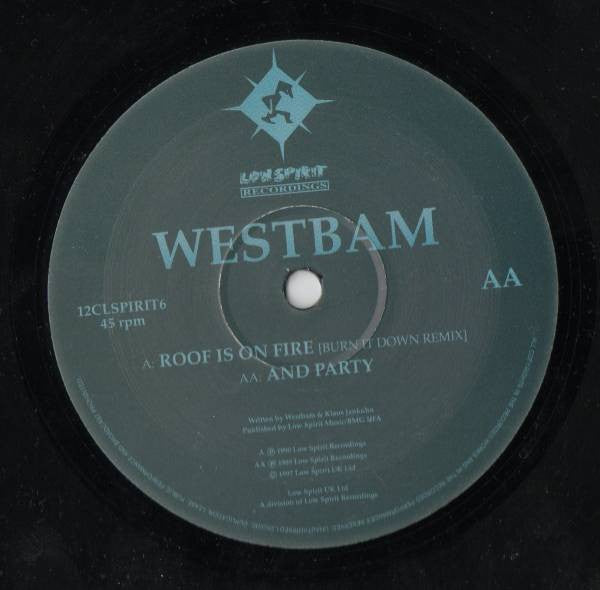 LOW SPIRIT
RECORDINGS
WESTBAM
AA
12CLSPIRIT6
45 rpm
A: ROOF IS ON FIRE [BURN IT DOWN REMIX]
AA: AND PARTY
Written by Westbam & Klaus Jankuhn
Published by Low Spirit Music/BMG UFA
A ℗ 1990 Low Spirit Recordings
AA ℗ 1989 Low Spirit Recordings
© 1997 Low Spirit UK Ltd
Low Spirit UK Ltd
A division of Low Spirit Recordings